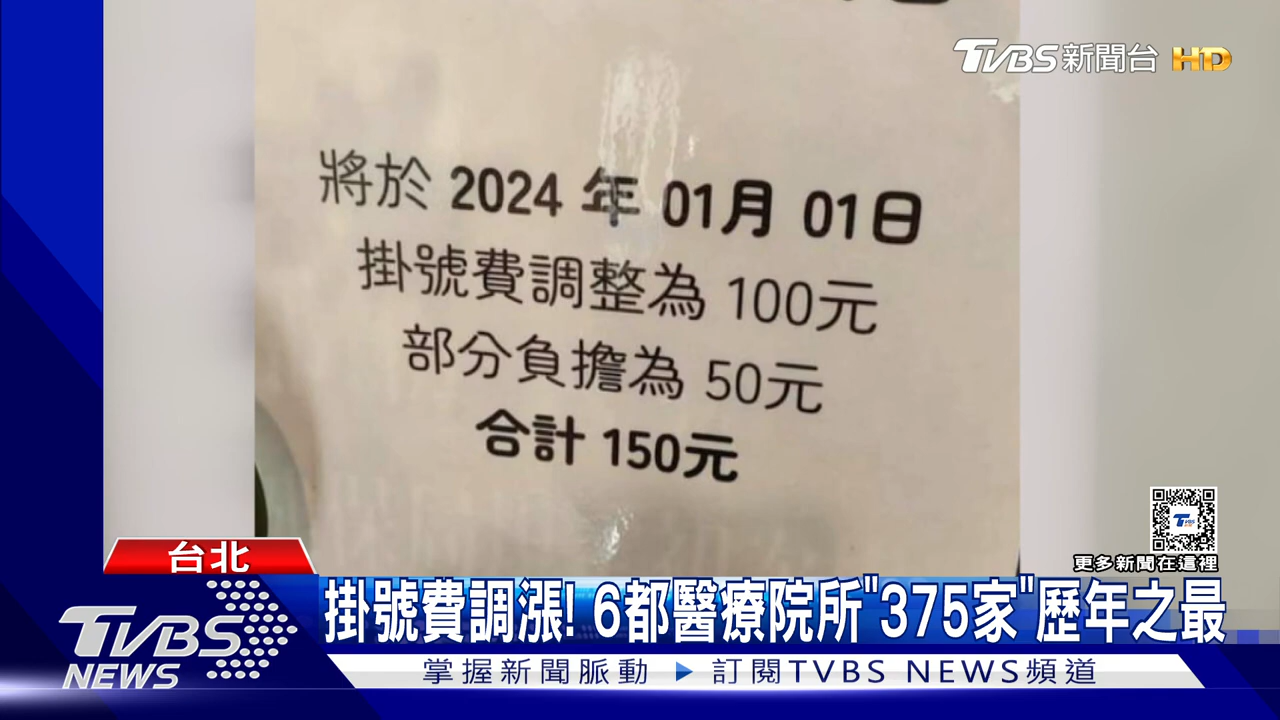 TVBS新聞台 HD
將於 2024 年 01月 01日
掛號費調整為 100元
部分負擔為 50元
合計 150元
更多新聞在這裡
台北
掛號費調漲! 6都醫療院所"375家"歷年之最
TVBS NEWS
掌握新聞脈動 ▶ 訂閱TVBS NEWS頻道